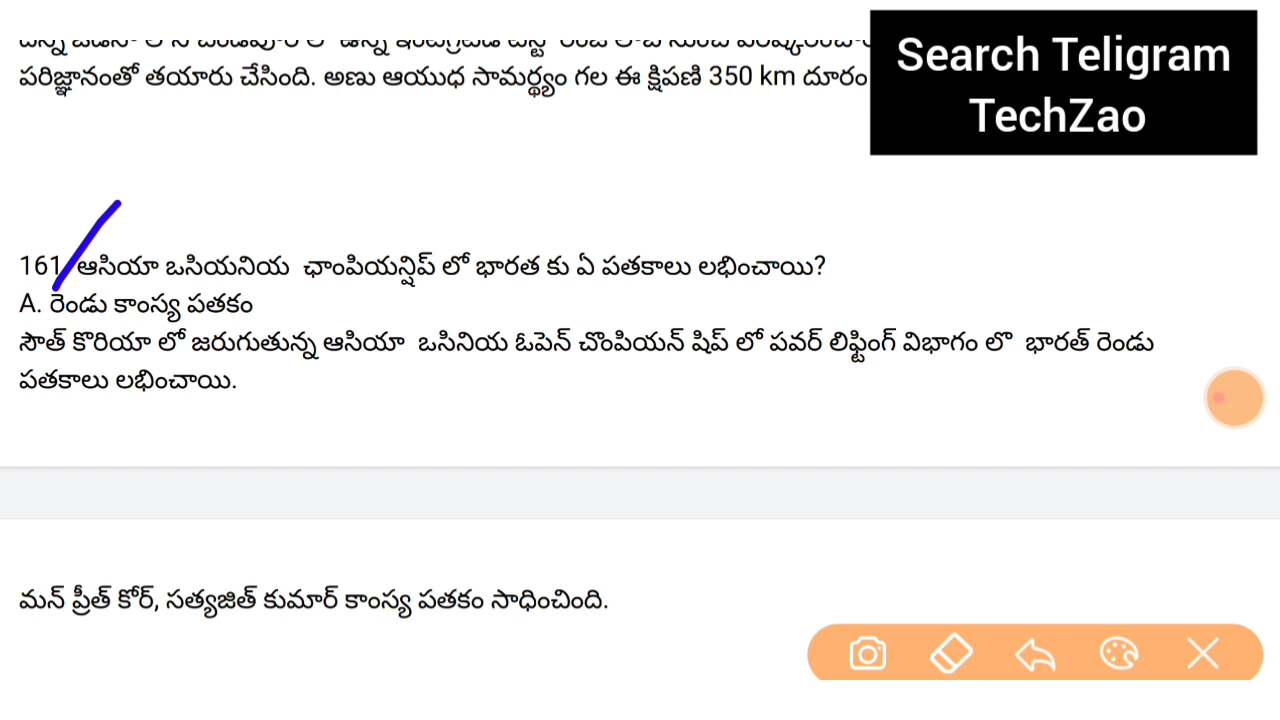 పరిజ్ఞానంతో తయారు చేసింది. అణు ఆయుధ సామర్థ్యం గల ఈ క్షిపణి 350 km దూరం
Search Teligram
TechZao
161. ఆసియా ఒసియనియ ఛాంపియన్షిప్ లో భారత కు ఏ పతకాలు లభించాయి?
A. రెండు కాంస్య పతకం
సౌత్ కొరియా లో జరుగుతున్న ఆసియా ఒసినియ ఓపెన్ చొంపియన్ షిప్ లో పవర్ లిఫ్టింగ్ విభాగం లొ భారత్ రెండు
పతకాలు లభించాయి.
మన్ ప్రీత్ కోర్, సత్యజిత్ కుమార్ కాంస్య పతకం సాధించింది.